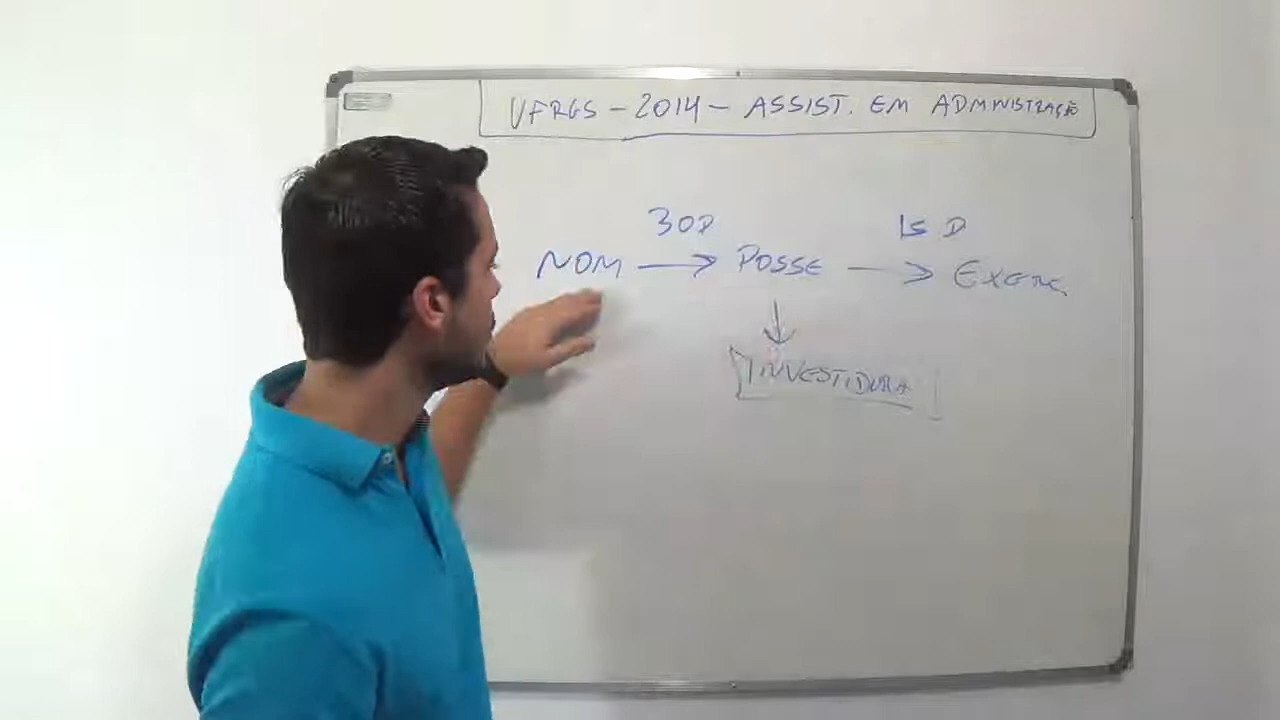 UFRGS - 2014 - ASSIST. EM ADMINISTRAÇÃO
30D 15 D
NOM → POSSE → EXERC.
↓
INVESTIDURA